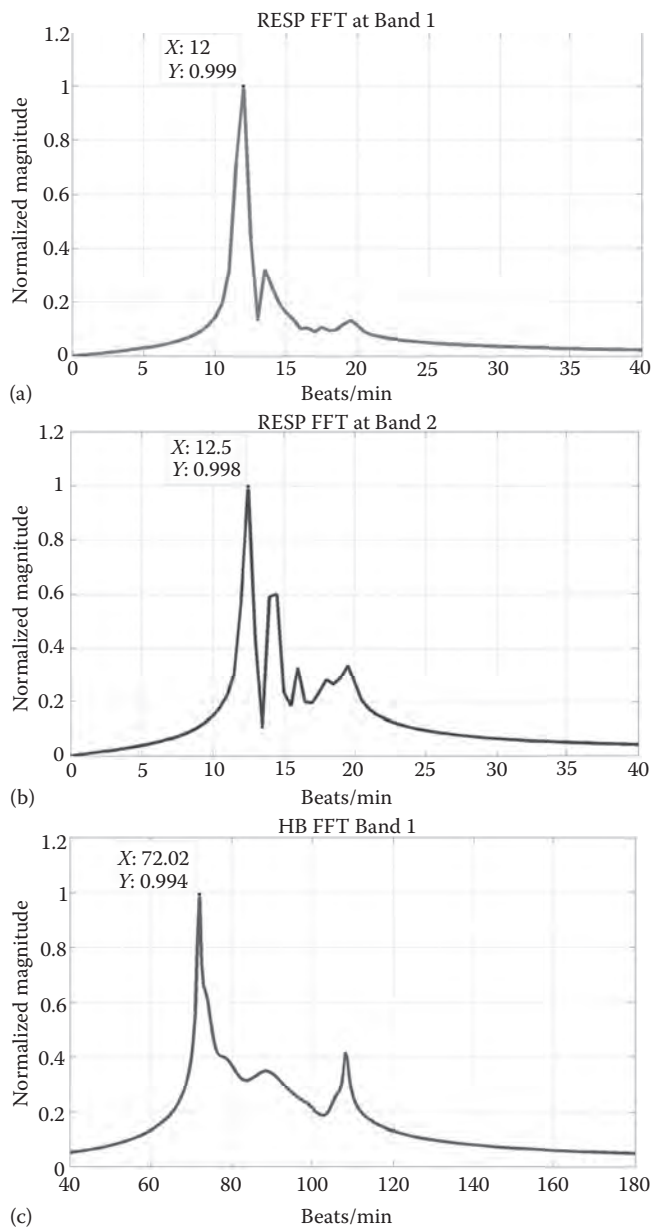 RESP FFT at Band 1
1.2
X: 12
Y: 0.999
1
0.8
0.6
0.4
0.2
0
Normalized magnitude
0 5 10 15 20 25 30 35 40
(a)
Beats/min
RESP FFT at Band 2
1.2
X: 12.5
Y: 0.998
1
0.8
0.6
0.4
0.2
0
Normalized magnitude
0 5 10 15 20 25 30 35 40
(b)
Beats/min
HB FFT Band 1
1.2
X: 72.02
Y: 0.994
1
0.8
0.6
0.4
0.2
0
Normalized magnitude
40 60 80 100 120 140 160 180
(c)
Beats/min